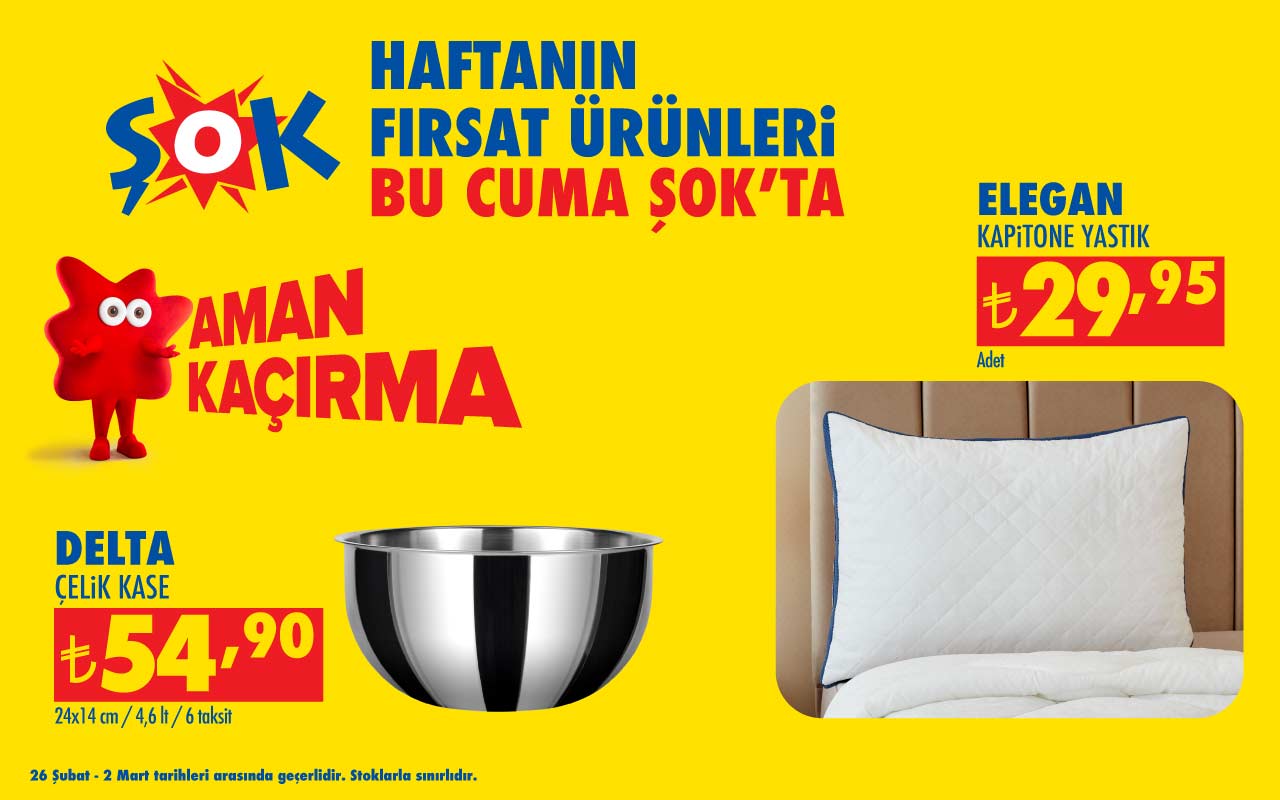 ŞOK
HAFTANIN
FIRSAT ÜRÜNLERİ
BU CUMA ŞOK'TA
AMAN
KAÇIRMA
ELEGAN
KAPİTONE YASTIK
₺29,95
Adet
DELTA
ÇELİK KASE
₺54,90
24x14 cm / 4,6 lt / 6 taksit
26 Şubat - 2 Mart tarihleri arasında geçerlidir. Stoklarla sınırlıdır.